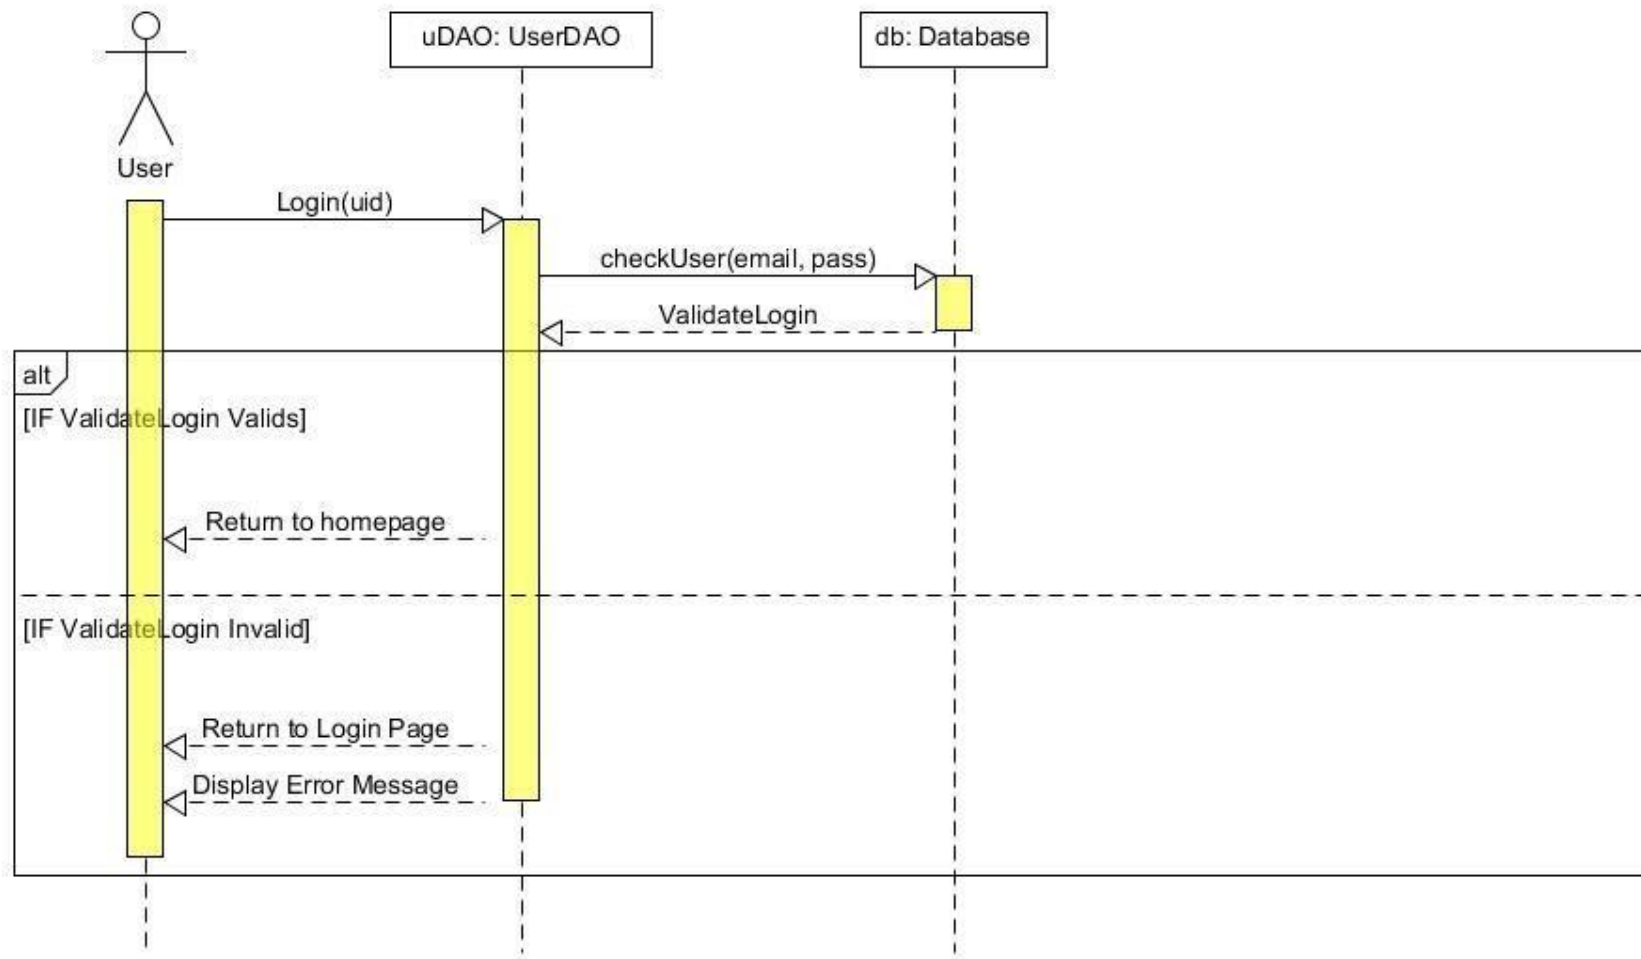 uDAO: UserDAO
db: Database
User
Login(uid)
checkUser(email, pass)
ValidateLogin
alt
[IF ValidateLogin Valids]
Return to homepage
[IF ValidateLogin Invalid]
Return to Login Page
Display Error Message